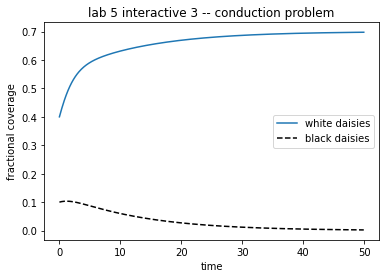 lab 5 interactive 3 -- conduction problem
0.7
0.6
0.5
0.4
0.3
0.2
0.1
0.0
fractional coverage
white daisies
black daisies
0 10 20 30 40 50
time